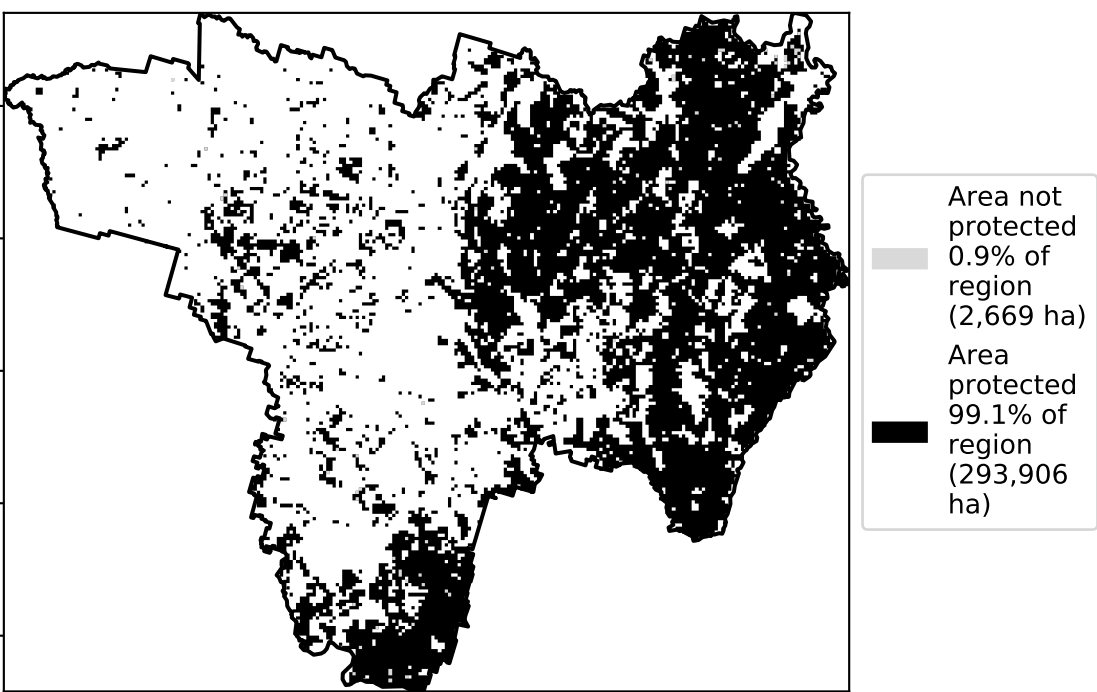 Area not
protected
0.9% of
region
(2,669 ha)
Area
protected
99.1% of
region
(293,906
ha)